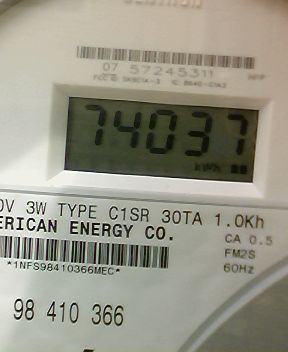 07 57245311
74037
kWh
0V 3W TYPE C1SR 30TA 1.0Kh
ERICAN ENERGY CO.
CA 0.5
FM2S
60Hz
*1NFS98410366MEC*
98 410 366